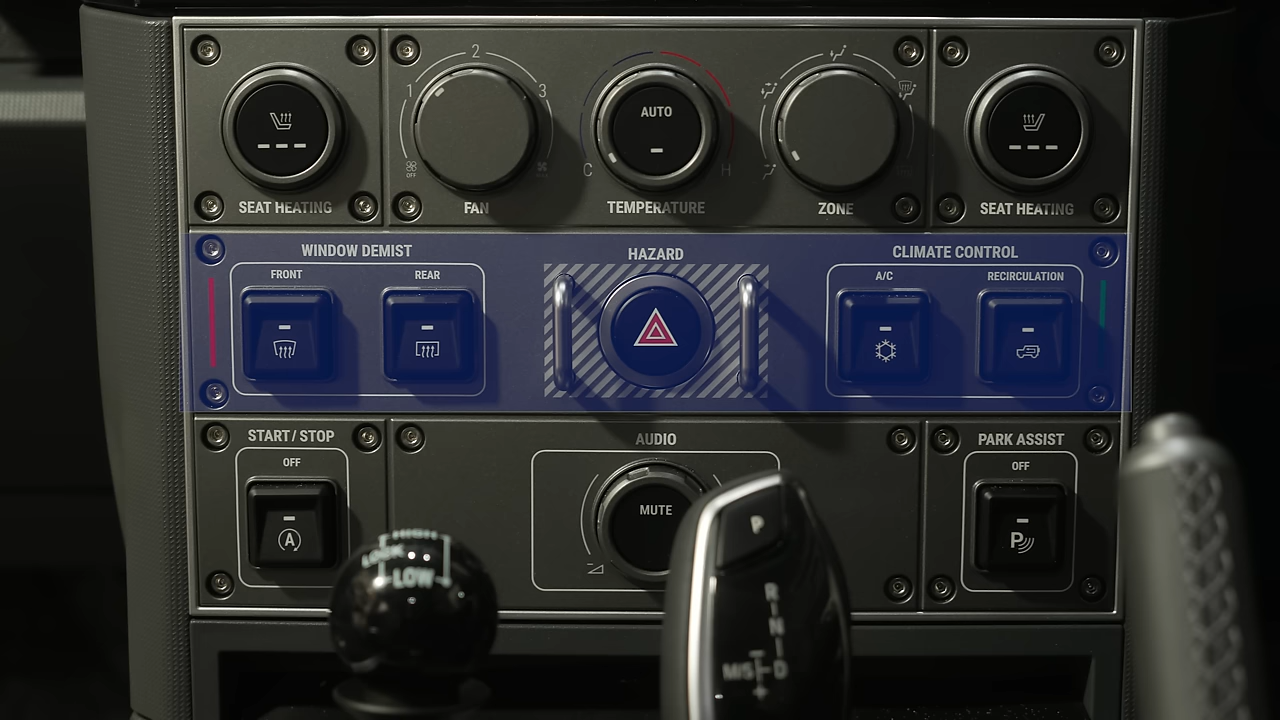 2
1 3
AUTO
C H
OFF
SEAT HEATING FAN TEMPERATURE ZONE SEAT HEATING
WINDOW DEMIST HAZARD CLIMATE CONTROL
FRONT REAR A/C RECIRCULATION
START / STOP AUDIO PARK ASSIST
OFF OFF
MUTE
A P
P
HIGH
LOCK
LOW
R
N
M/S D
+